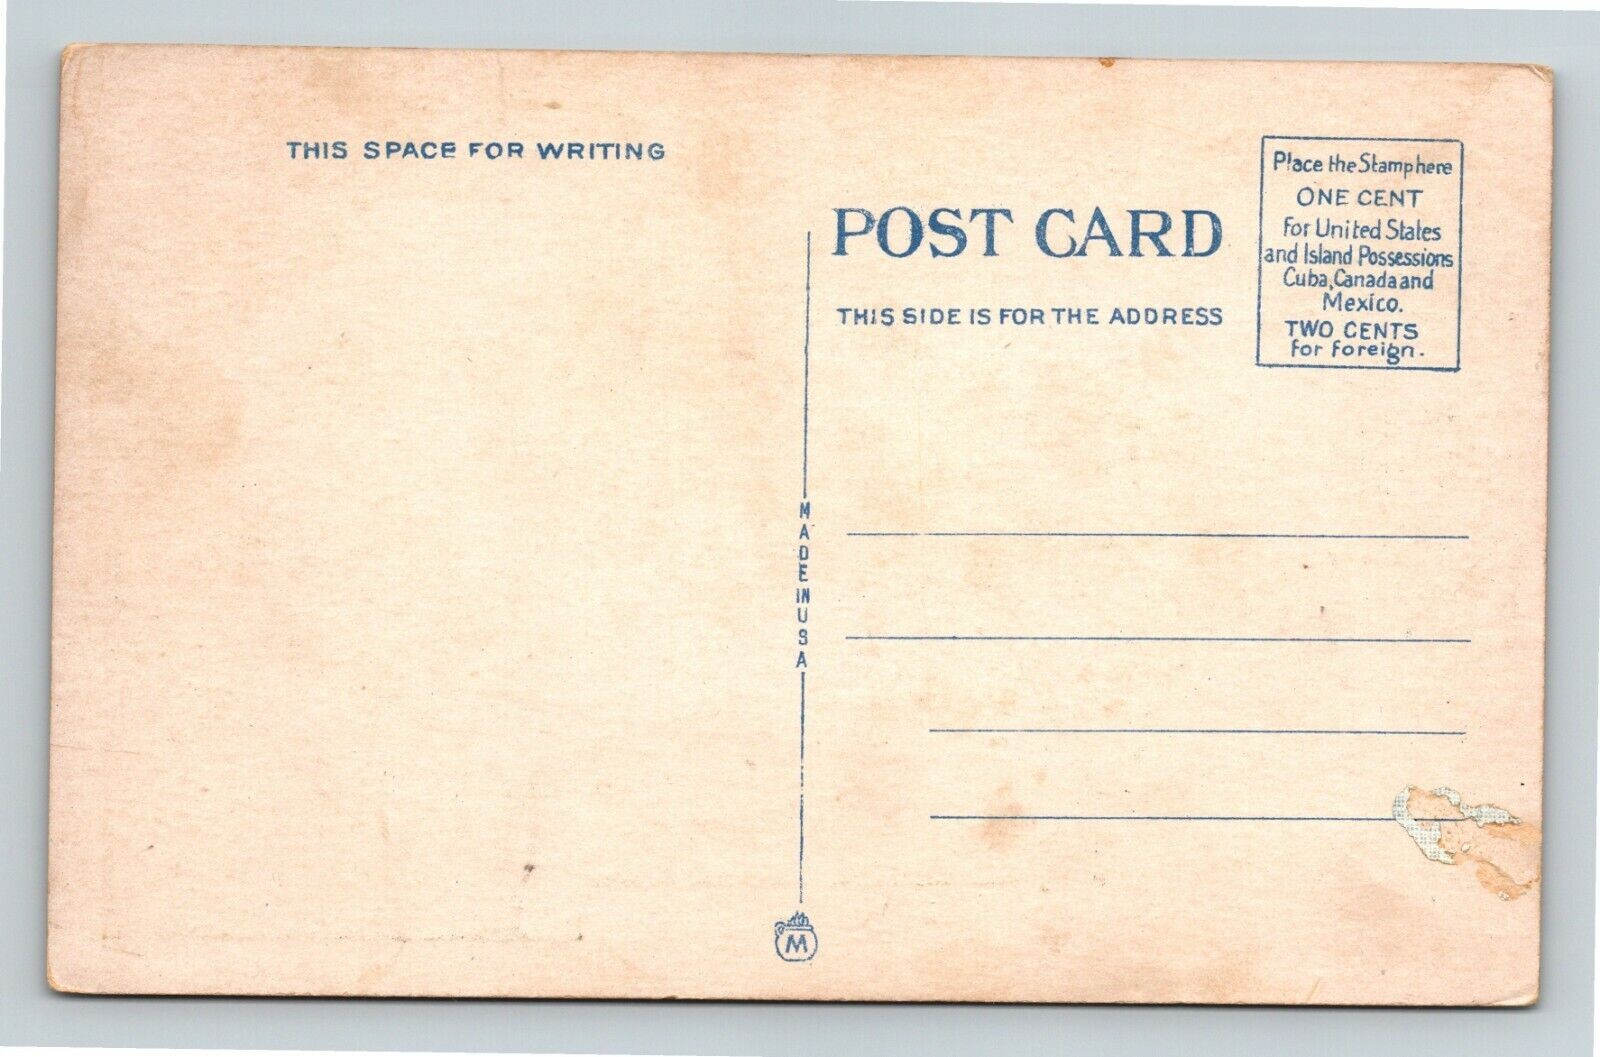 THIS SPACE FOR WRITING
POST CARD
THIS SIDE IS FOR THE ADDRESS
Place the Stamp here
ONE CENT
for United States
and Island Possessions
Cuba, Canada and
Mexico.
TWO CENTS
for foreign.
MADE IN USA
M